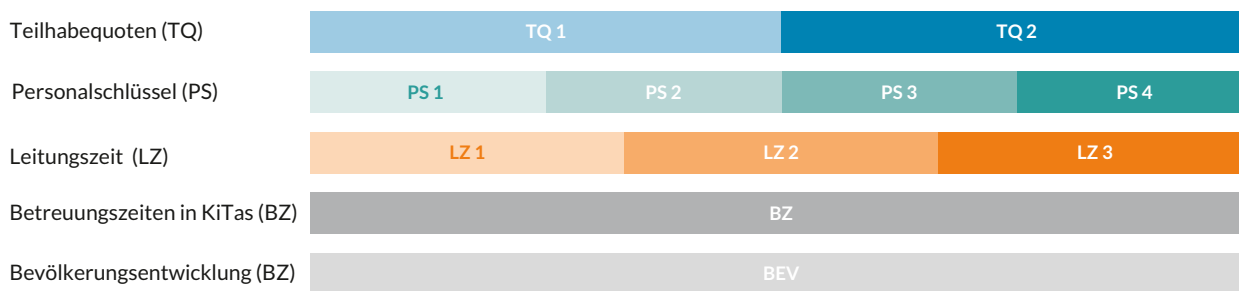 Teilhabequoten (TQ) TQ 1 TQ 2
Personalschlüssel (PS) PS 1 PS 2 PS 3 PS 4
Leitungszeit (LZ) LZ 1 LZ 2 LZ 3
Betreuungszeiten in KiTas (BZ) BZ
Bevölkerungsentwicklung (BZ) BEV